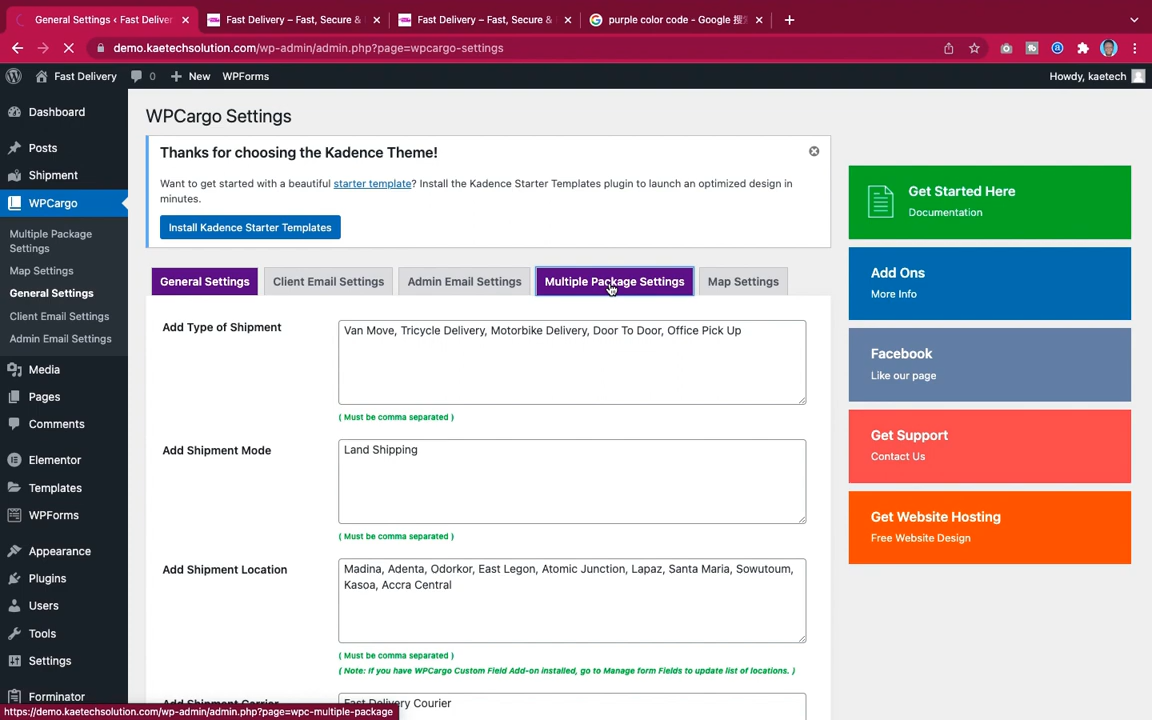 General Settings ‹ Fast Deliver
Fast Delivery – Fast, Secure &
Fast Delivery – Fast, Secure &
purple color code - Google 搜
demo.kaetechsolution.com/wp-admin/admin.php?page=wpcargo-settings
Fast Delivery
0
New
WPForms
Howdy, kaetech
Dashboard
Posts
Shipment
WPCargo
Multiple Package
Settings
Map Settings
General Settings
Client Email Settings
Admin Email Settings
Media
Pages
Comments
Elementor
Templates
WPForms
Appearance
Plugins
Users
Tools
Settings
Forminator
WPCargo Settings
Thanks for choosing the Kadence Theme!
Want to get started with a beautiful starter template? Install the Kadence Starter Templates plugin to launch an optimized design in
minutes.
Install Kadence Starter Templates
General Settings
Client Email Settings
Admin Email Settings
Multiple Package Settings
Map Settings
Add Type of Shipment
Van Move, Tricycle Delivery, Motorbike Delivery, Door To Door, Office Pick Up
( Must be comma separated )
Add Shipment Mode
Land Shipping
( Must be comma separated )
Add Shipment Location
Madina, Adenta, Odorkor, East Legon, Atomic Junction, Lapaz, Santa Maria, Sowutoum,
Kasoa, Accra Central
( Must be comma separated )
( Note: If you have WPCargo Custom Field Add-on installed, go to Manage form Fields to update list of locations. )
Add Shipment Carrier
Fast Delivery Courier
Get Started Here
Documentation
Add Ons
More Info
Facebook
Like our page
Get Support
Contact Us
Get Website Hosting
Free Website Design
https://demo.kaetechsolution.com/wp-admin/admin.php?page=wpc-multiple-package